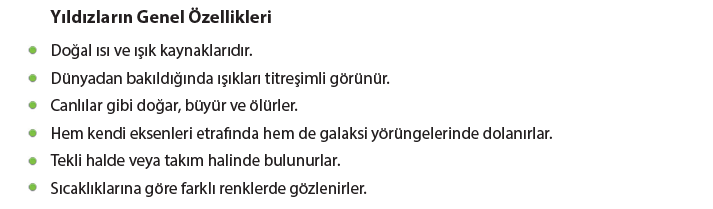 Yıldızların Genel Özellikleri
Doğal ısı ve ışık kaynaklarıdır.
Dünyadan bakıldığında ışıkları titreşimli görünür.
Canlılar gibi doğar, büyür ve ölürler.
Hem kendi eksenleri etrafında hem de galaksi yörüngelerinde dolanırlar.
Tekli halde veya takım halinde bulunurlar.
Sıcaklıklarına göre farklı renklerde gözlenirler.